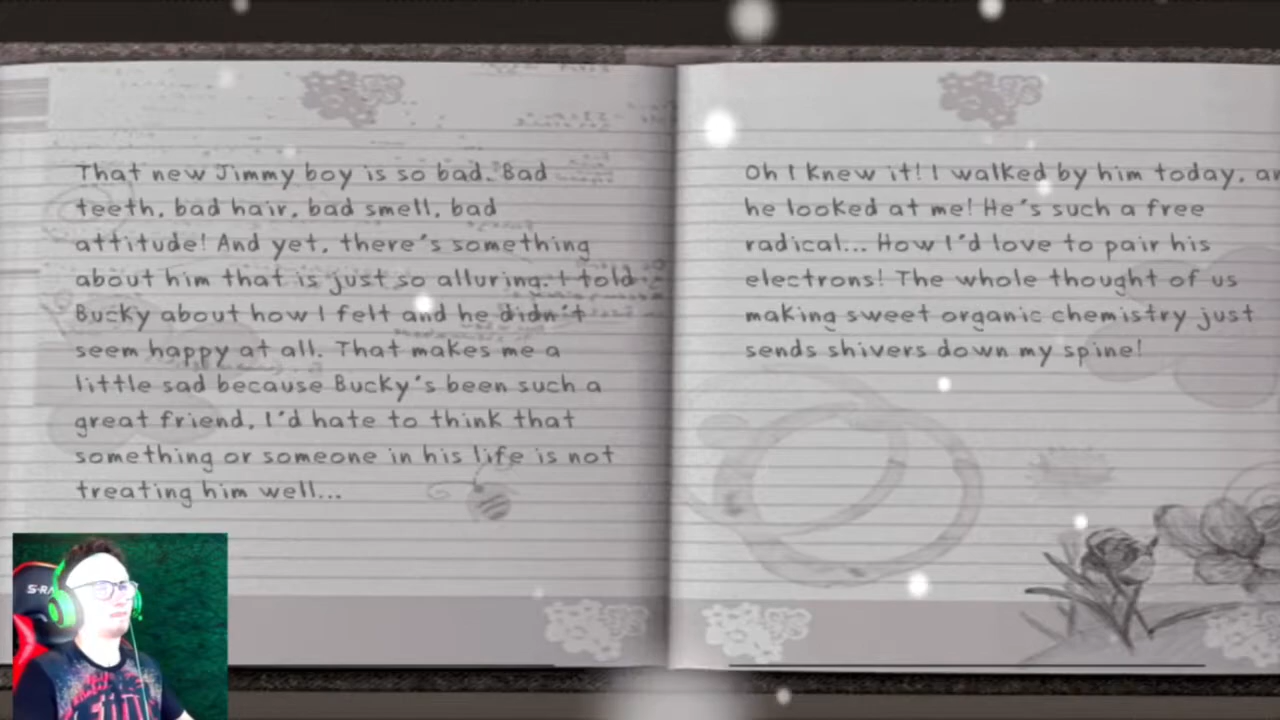 That new Jimmy boy is so bad. Bad
teeth, bad hair, bad smell, bad
attitude! And yet, there's something
about him that is just so alluring. I told
Bucky about how I felt and he didn't
seem happy at all. That makes me a
little sad because Bucky's been such a
great friend, I'd hate to think that
something or someone in his life is not
treating him well...
Oh I knew it! I walked by him today,
he looked at me! He's such a free
radical... How I'd love to pair his
electrons! The whole thought of us
making sweet organic chemistry just
sends shivers down my spine!